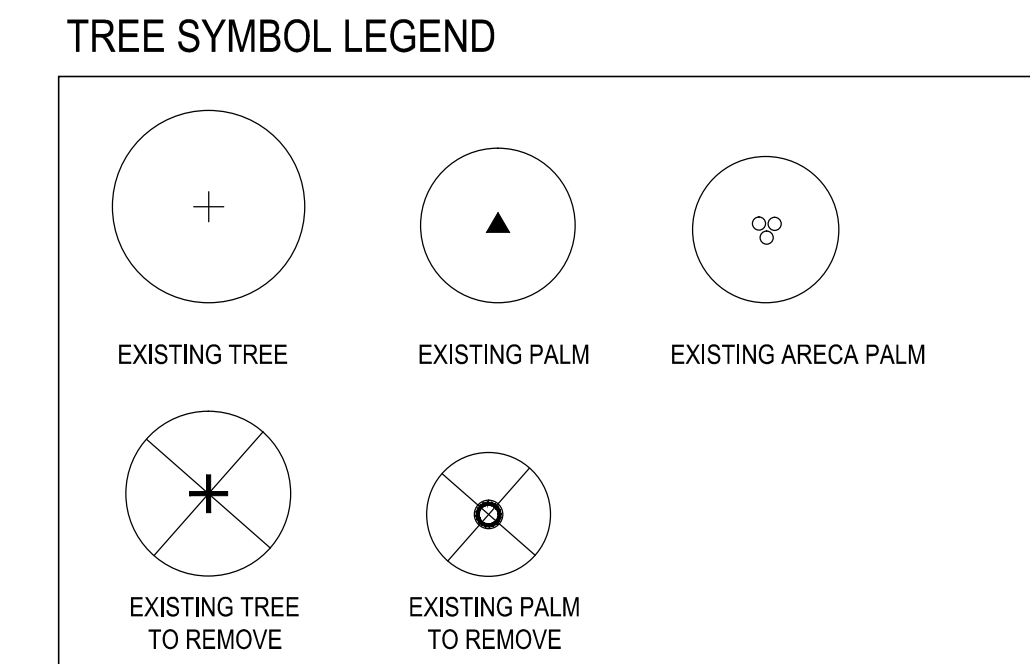 TREE SYMBOL LEGEND
EXISTING TREE
EXISTING PALM
EXISTING ARECA PALM
EXISTING TREE
TO REMOVE
EXISTING PALM
TO REMOVE